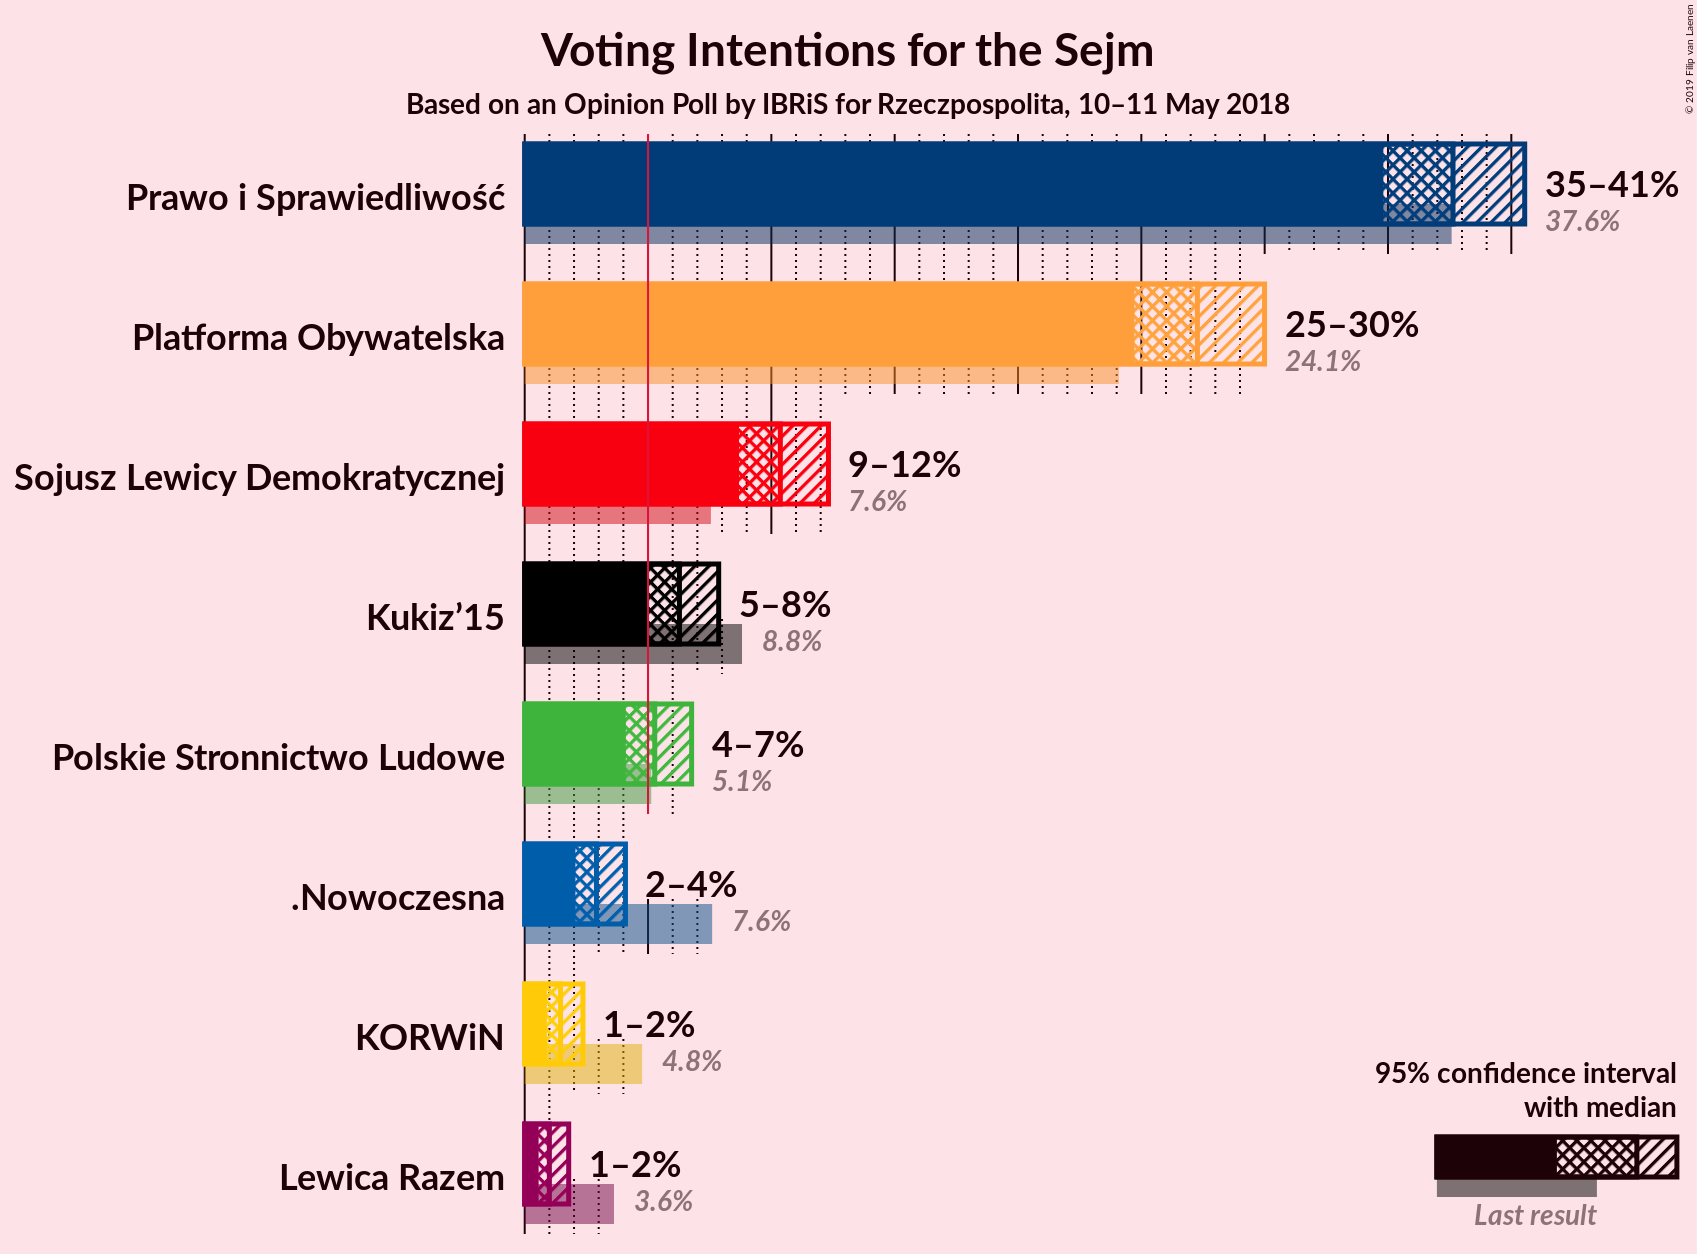 Voting Intentions for the Sejm
Based on an Opinion Poll by IBRiS for Rzeczpospolita, 10–11 May 2018
© 2019 Filip van Laenen
Prawo i Sprawiedliwość
35–41%
37.6%
Platforma Obywatelska
25–30%
24.1%
Sojusz Lewicy Demokratycznej
9–12%
7.6%
Kukiz’15
5–8%
8.8%
Polskie Stronnictwo Ludowe
4–7%
5.1%
.Nowoczesna
2–4%
7.6%
KORWiN
1–2%
4.8%
Lewica Razem
1–2%
3.6%
95% confidence interval
with median
Last result